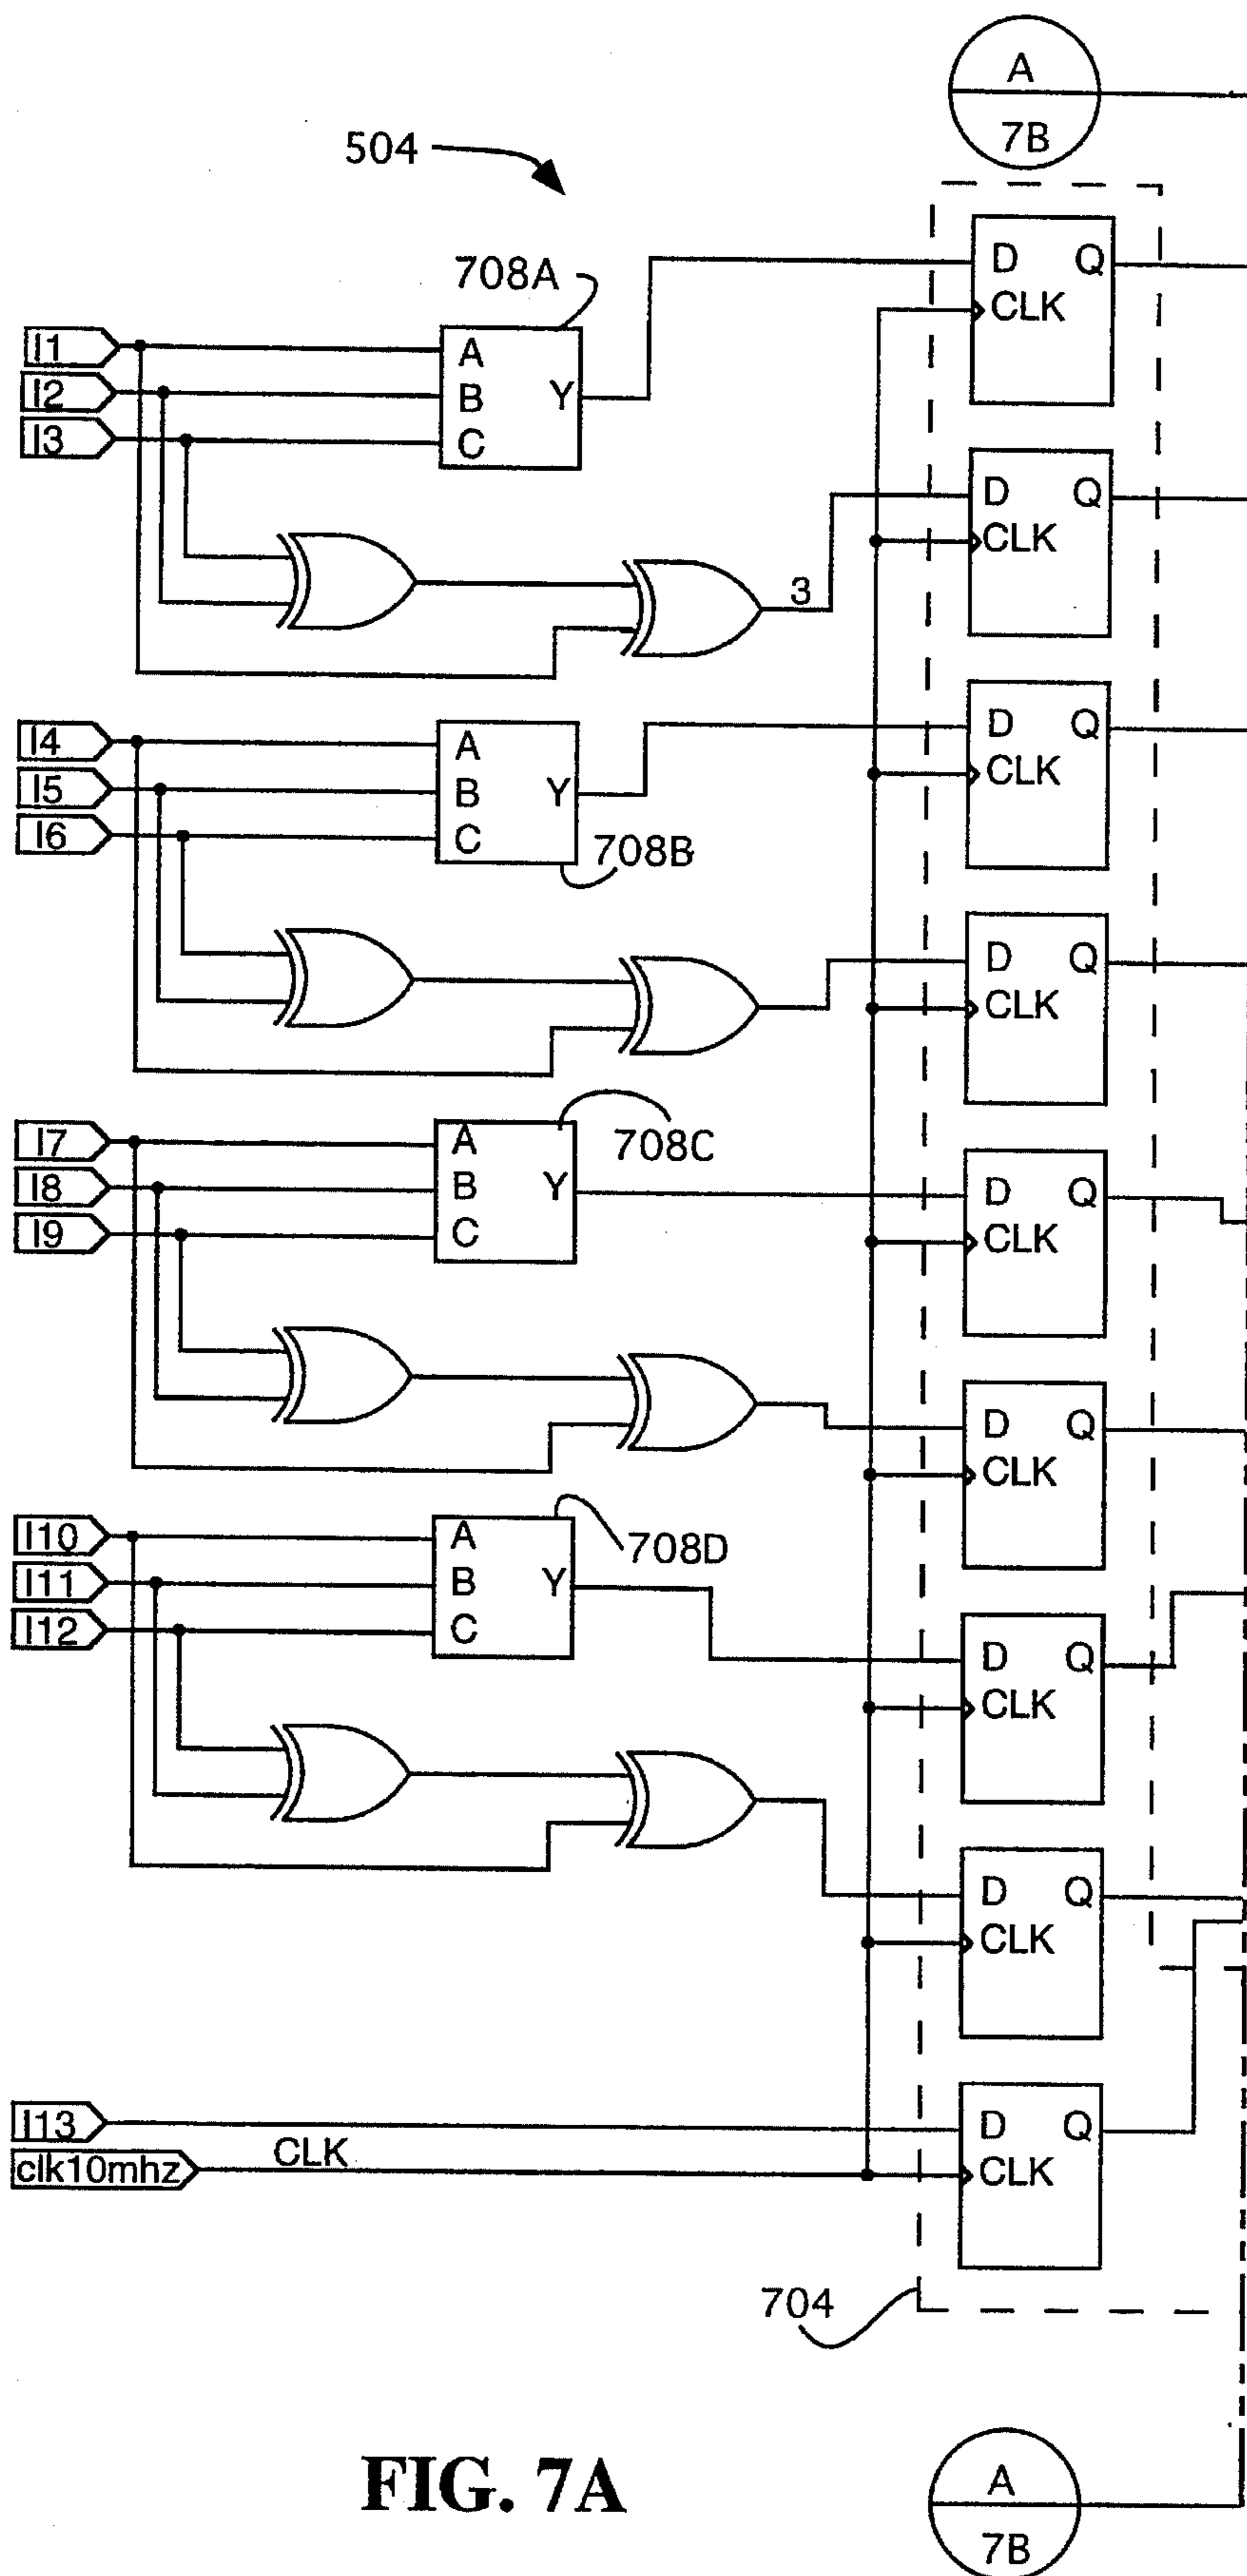 A
7B
504
708A
D Q
CLK
I1
I2
I3
A
B Y
C
D Q
CLK
3
I4
I5
I6
A
B Y
C
708B
D Q
CLK
D Q
CLK
I7
I8
I9
A
B Y
C
708C
D Q
CLK
D Q
CLK
I10
I11
I12
A
B Y
C
708D
D Q
CLK
D Q
CLK
I13
clk10mhz
CLK
D Q
CLK
704
FIG. 7A
A
7B